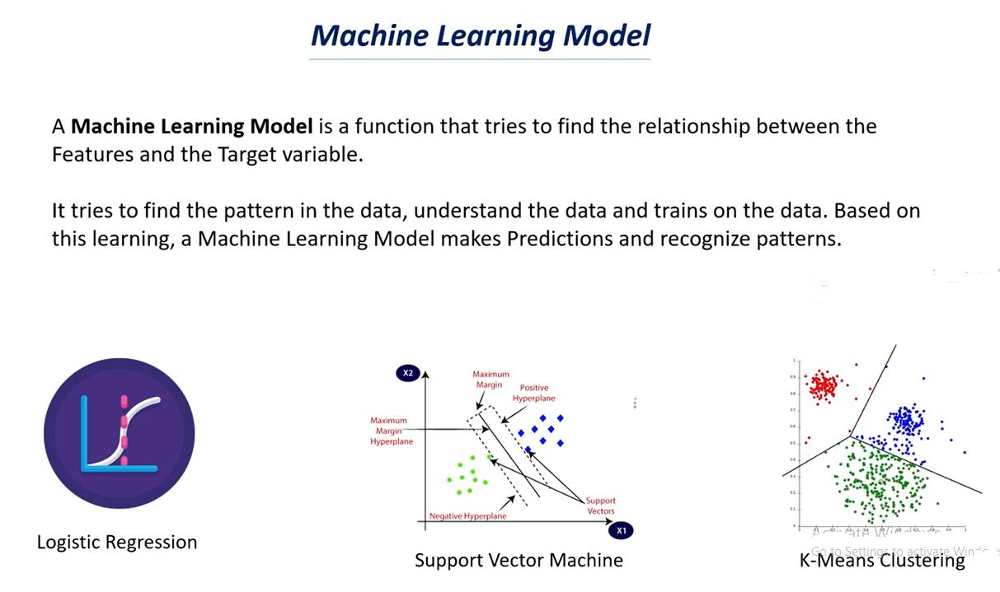 Machine Learning Model
A Machine Learning Model is a function that tries to find the relationship between the
Features and the Target variable.
It tries to find the pattern in the data, understand the data and trains on the data. Based on
this learning, a Machine Learning Model makes Predictions and recognize patterns.
Logistic Regression
X2
Maximum
Margin
Positive
Hyperplane
Maximum
Margin
Hyperplane
Support
Vectors
Negative Hyperplane
X1
Support Vector Machine
Activate Windows
Go to Settings to activate Windows
K-Means Clustering